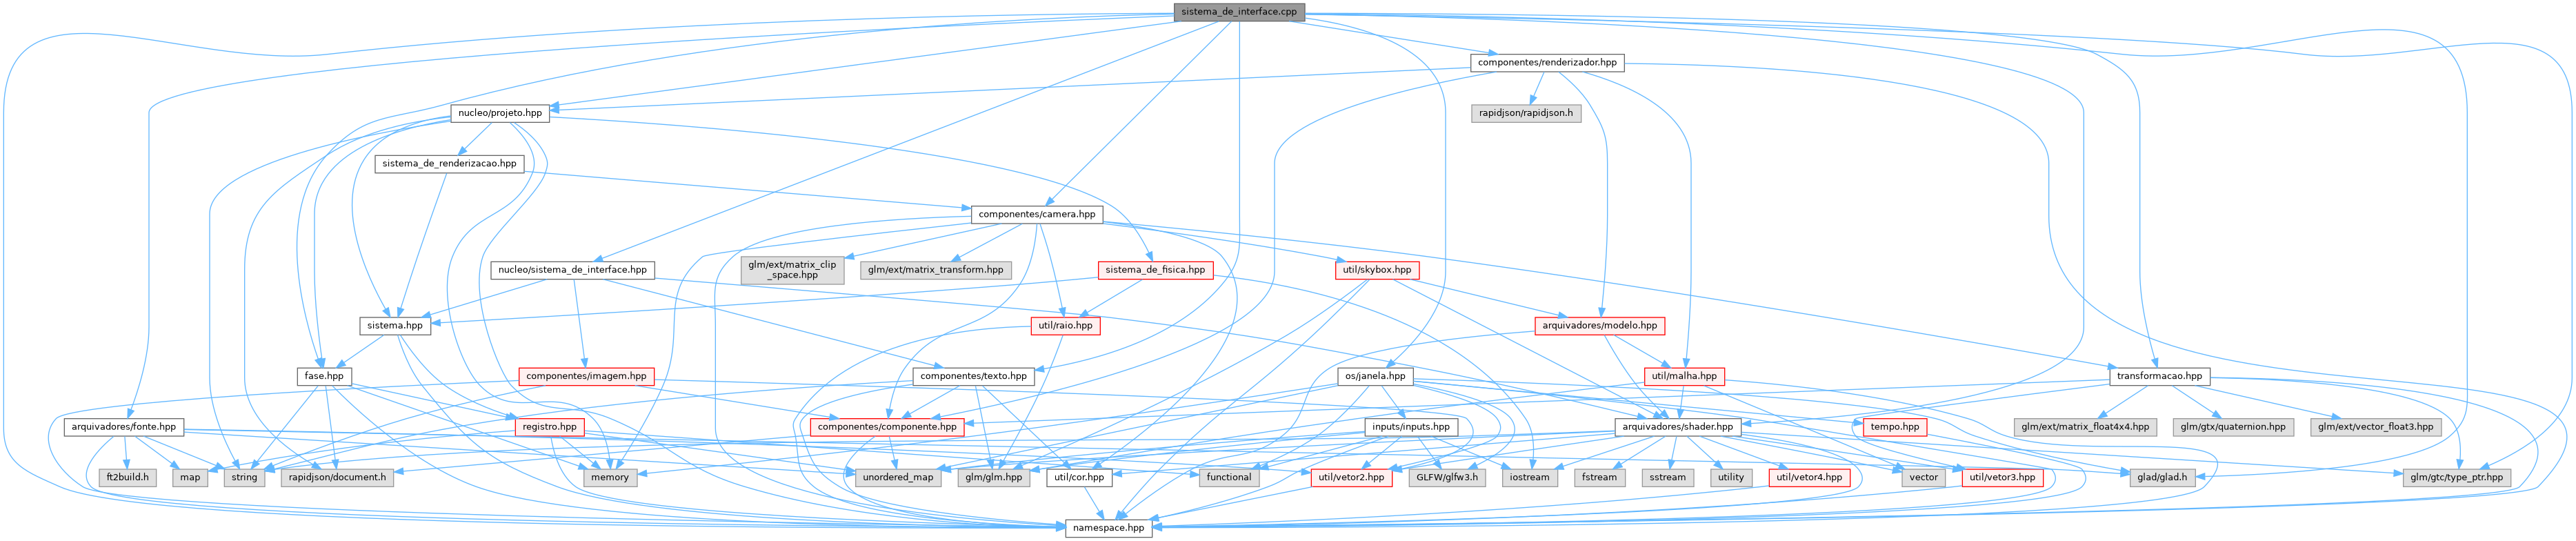 sistema_de_interface.cpp
componentes/renderizador.hpp
nucleo/projeto.hpp
rapidjson/rapidjson.h
sistema_de_renderizacao.hpp
componentes/camera.hpp
nucleo/sistema_de_interface.hpp
glm/ext/matrix_clip
_space.hpp
glm/ext/matrix_transform.hpp
sistema_de_fisica.hpp
util/skybox.hpp
sistema.hpp
util/raio.hpp
arquivadores/modelo.hpp
fase.hpp
componentes/imagem.hpp
componentes/texto.hpp
os/janela.hpp
util/malha.hpp
transformacao.hpp
arquivadores/fonte.hpp
registro.hpp
componentes/componente.hpp
inputs/inputs.hpp
arquivadores/shader.hpp
tempo.hpp
glm/ext/matrix_float4x4.hpp
glm/gtx/quaternion.hpp
glm/ext/vector_float3.hpp
ft2build.h
map
string
rapidjson/document.h
memory
unordered_map
glm/glm.hpp
util/cor.hpp
functional
util/vetor2.hpp
GLFW/glfw3.h
iostream
fstream
sstream
utility
util/vetor4.hpp
vector
util/vetor3.hpp
glad/glad.h
glm/gtc/type_ptr.hpp
namespace.hpp